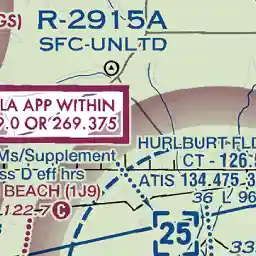 GS)
R-2915A
SFC-UNLTD
LA APP WITHIN
9.0 OR 269.375
HURLBURT FLD
Ms/Supplement
CT - 126.5
ss D eff hrs
ATIS 134.475 3
BEACH (1J9)
36 L 96
122.7 C
25
33